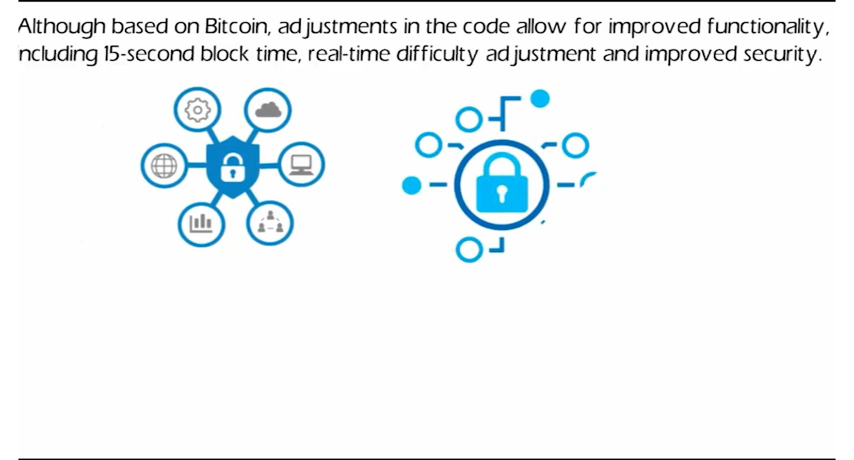 Although based on Bitcoin, adjustments in the code allow for improved functionality,
ncluding 15-second block time, real-time difficulty adjustment and improved security.